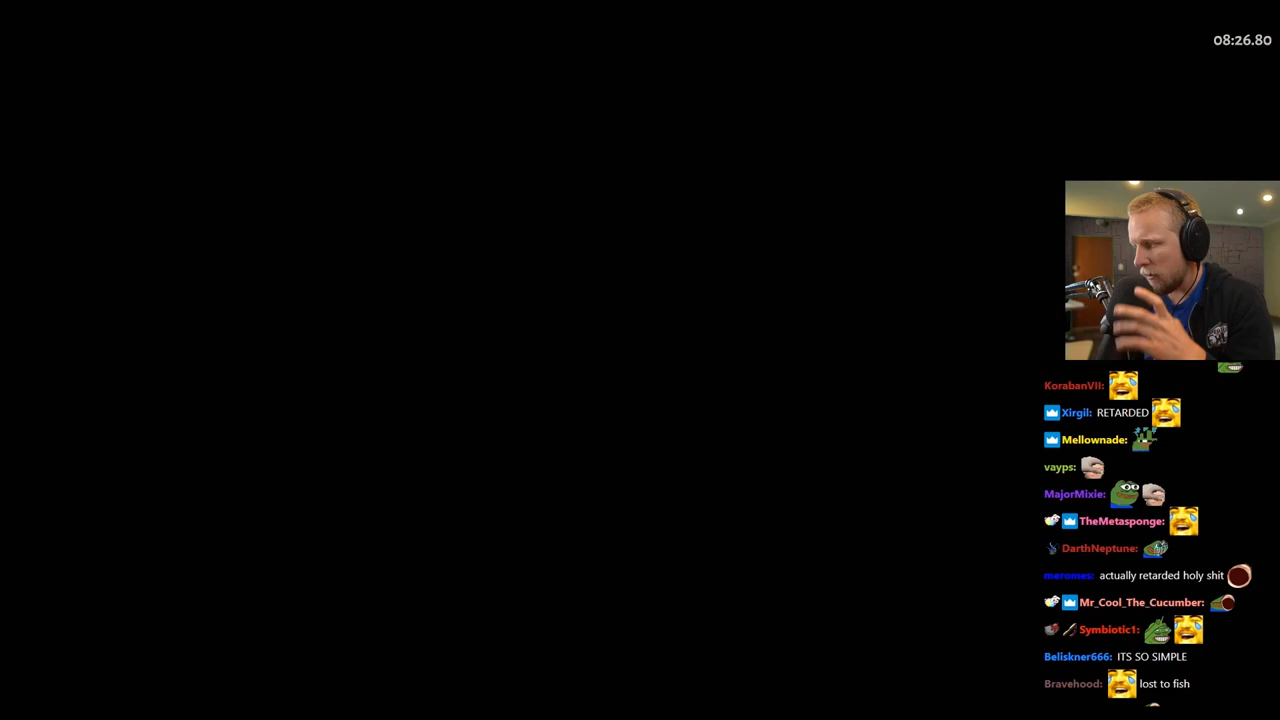 08:26.80
KorabanVII:
Xirgil: RETARDED
Mellownade:
vayps:
MajorMixie:
TheMetasponge:
DarthNeptune:
meromes: actually retarded holy shit
Mr_Cool_The_Cucumber:
Symbiotic1:
Beliskner666: ITS SO SIMPLE
Bravehood: lost to fish